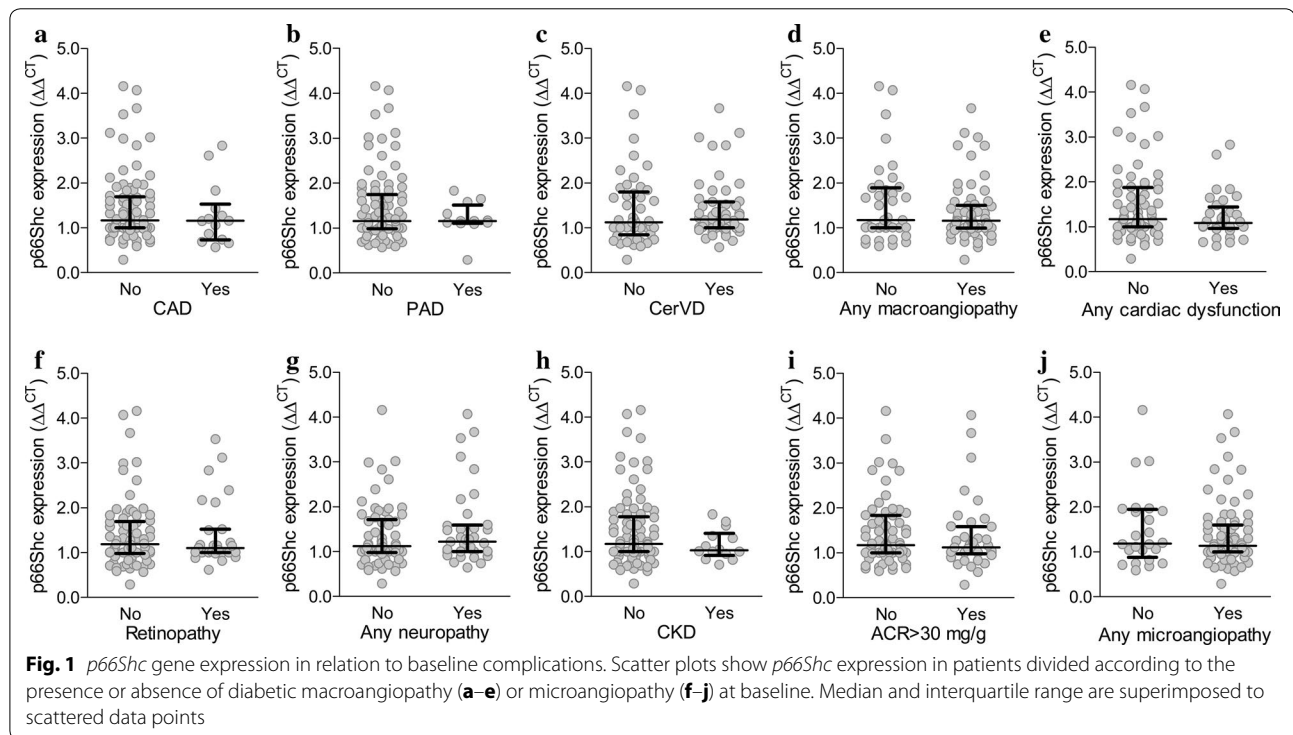 a
5.0
4.0
3.0
2.0
1.0
0.0
p66Shc expression (ΔΔCT)
No Yes
CAD
b
5.0
4.0
3.0
2.0
1.0
0.0
p66Shc expression (ΔΔCT)
No Yes
PAD
c
5.0
4.0
3.0
2.0
1.0
0.0
p66Shc expression (ΔΔCT)
No Yes
CerVD
d
5.0
4.0
3.0
2.0
1.0
0.0
p66Shc expression (ΔΔCT)
No Yes
Any macroangiopathy
e
5.0
4.0
3.0
2.0
1.0
0.0
p66Shc expression (ΔΔCT)
No Yes
Any cardiac dysfunction
f
5.0
4.0
3.0
2.0
1.0
0.0
p66Shc expression (ΔΔCT)
No Yes
Retinopathy
g
5.0
4.0
3.0
2.0
1.0
0.0
p66Shc expression (ΔΔCT)
No Yes
Any neuropathy
h
5.0
4.0
3.0
2.0
1.0
0.0
p66Shc expression (ΔΔCT)
No Yes
CKD
i
5.0
4.0
3.0
2.0
1.0
0.0
p66Shc expression (ΔΔCT)
No Yes
ACR>30 mg/g
j
5.0
4.0
3.0
2.0
1.0
0.0
p66Shc expression (ΔΔCT)
No Yes
Any microangiopathy
Fig. 1 p66Shc gene expression in relation to baseline complications. Scatter plots show p66Shc expression in patients divided according to the
presence or absence of diabetic macroangiopathy (a–e) or microangiopathy (f–j) at baseline. Median and interquartile range are superimposed to
scattered data points